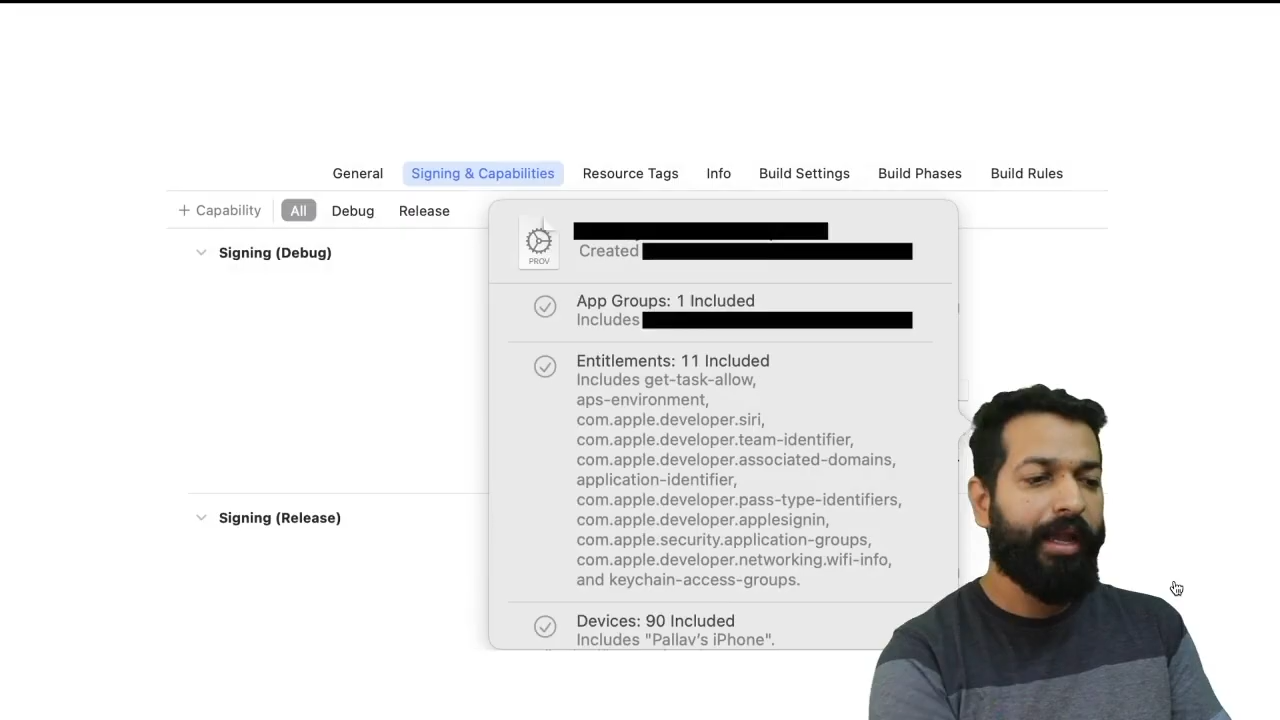 General Signing & Capabilities Resource Tags Info Build Settings Build Phases Build Rules
+ Capability All Debug Release
Signing (Debug)
PROV
Created
App Groups: 1 Included
Includes
Entitlements: 11 Included
Includes get-task-allow,
aps-environment,
com.apple.developer.siri,
com.apple.developer.team-identifier,
com.apple.developer.associated-domains,
application-identifier,
com.apple.developer.pass-type-identifiers,
com.apple.developer.applesignin,
com.apple.security.application-groups,
com.apple.developer.networking.wifi-info,
and keychain-access-groups.
Signing (Release)
Devices: 90 Included
Includes "Pallav’s iPhone".